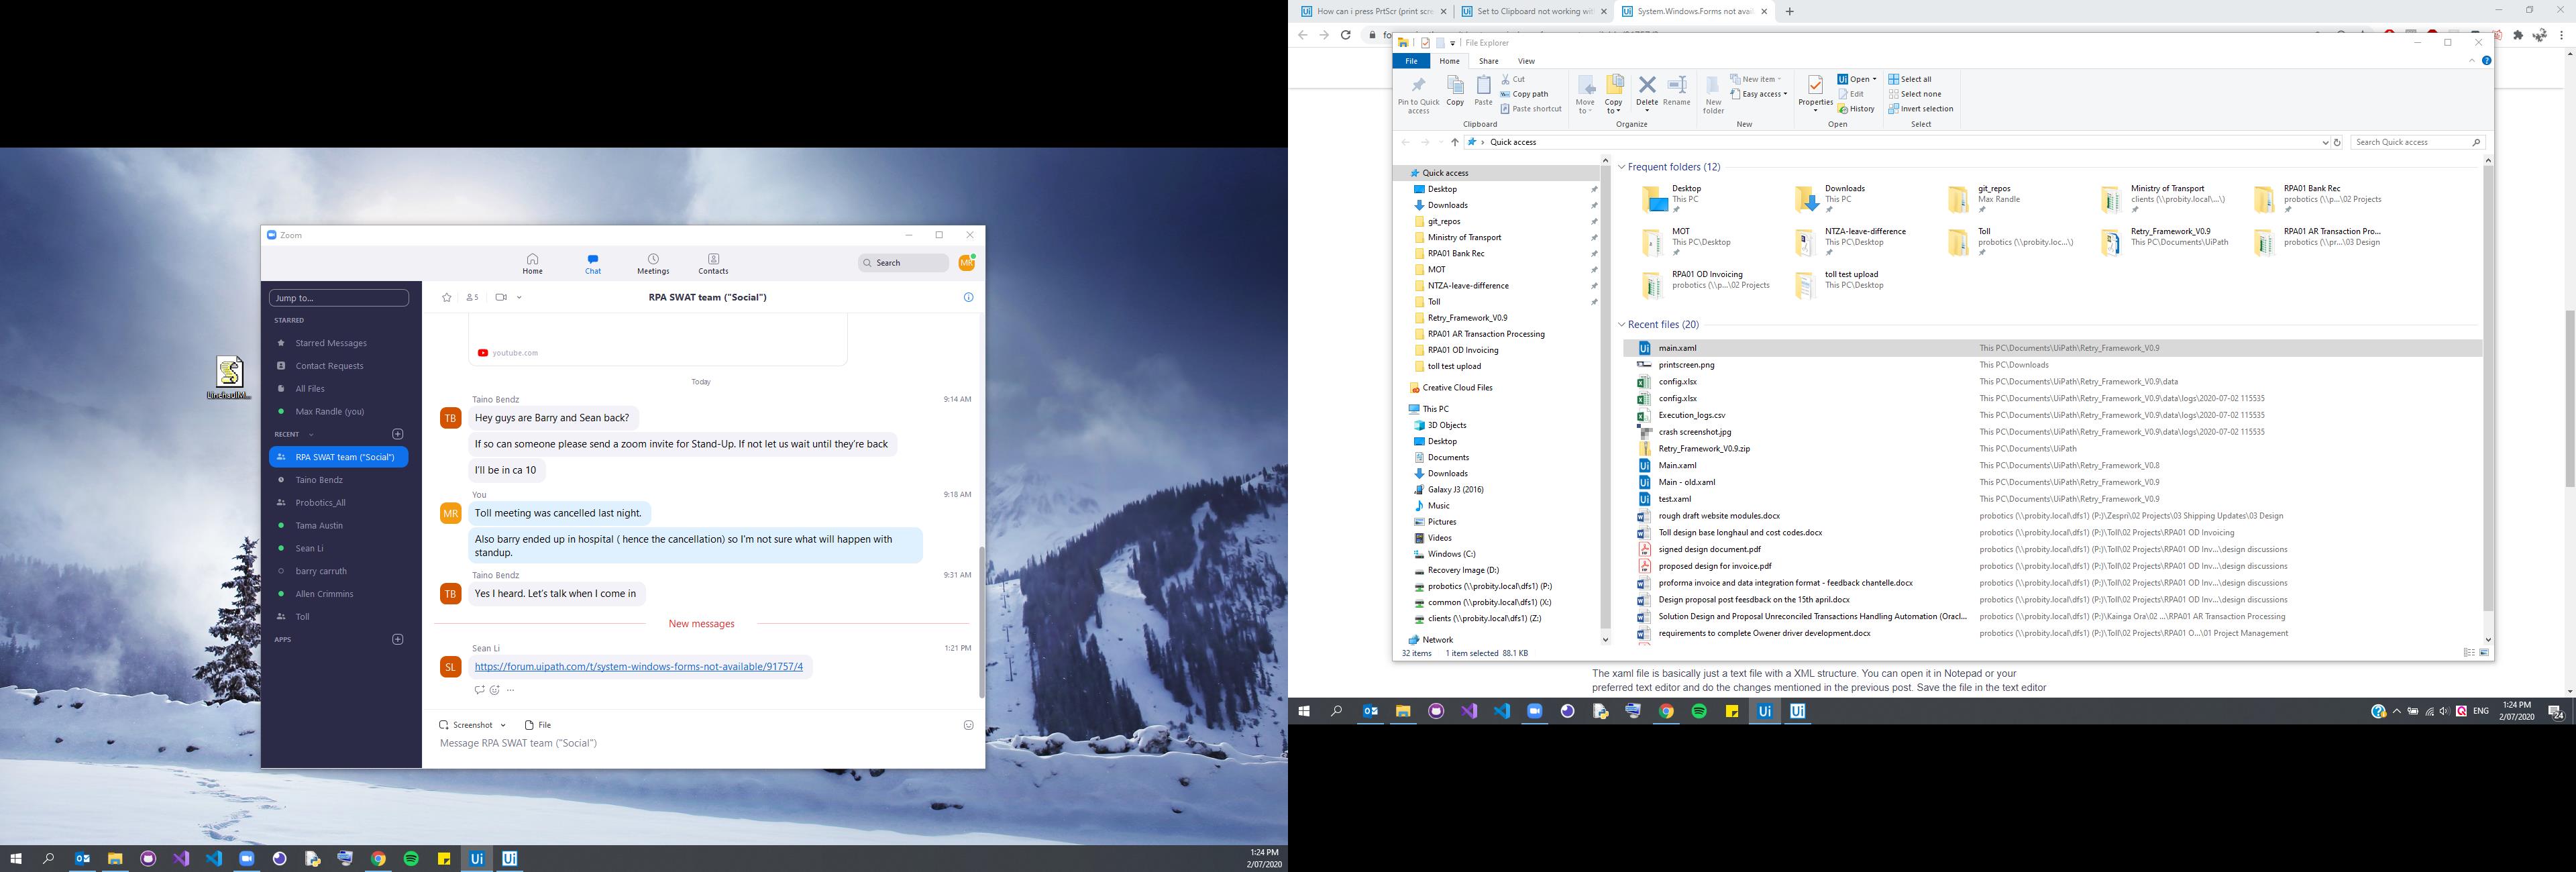 Zoom
Home
Chat
Meetings
Contacts
Search
MR
Jump to...
STARRED
Starred Messages
Contact Requests
All Files
Max Randle (you)
RECENT
RPA SWAT team ("Social")
Taino Bendz
Probotics_All
Tama Austin
Sean Li
barry carruth
Allen Crimmins
Toll
APPS
5
RPA SWAT team ("Social")
youtube.com
Today
Taino Bendz 9:14 AM
TB
Hey guys are Barry and Sean back?
If so can someone please send a zoom invite for Stand-Up. If not let us wait until they're back
I'll be in ca 10
You 9:18 AM
MR
Toll meeting was cancelled last night.
Also barry ended up in hospital ( hence the cancellation) so I'm not sure what will happen with
standup.
Taino Bendz 9:31 AM
TB
Yes I heard. Let's talk when I come in
New messages
Sean Li 1:21 PM
SL
https://forum.uipath.com/t/system-windows-forms-not-available/91757/4
Screenshot
File
Message RPA SWAT team ("Social")
1:24 PM
2/07/2020
How can i press PrtScr (print scre
Set to Clipboard not working wit
System.Windows.Forms not avai
fo
File Explorer
File Home Share View
Pin to Quick
access
Copy
Paste
Cut
Copy path
Paste shortcut
Clipboard
Move
to
Copy
to
Delete
Rename
Organize
New
folder
New item
Easy access
New
Properties
Open
Edit
History
Open
Select all
Select none
Invert selection
Select
Quick access
Search Quick access
Quick access
Desktop
Downloads
git_repos
Ministry of Transport
RPA01 Bank Rec
MOT
NTZA-leave-difference
Toll
Retry_Framework_V0.9
RPA01 AR Transaction Processing
RPA01 OD Invoicing
toll test upload
Creative Cloud Files
This PC
3D Objects
Desktop
Documents
Downloads
Galaxy J3 (2016)
Music
Pictures
Videos
Windows (C:)
Recovery Image (D:)
probotics (\\probity.local\dfs1) (P:)
common (\\probity.local\dfs1) (X:)
clients (\\probity.local\dfs1) (Z:)
Network
Frequent folders (12)
Desktop
This PC
Downloads
This PC
git_repos
Max Randle
Ministry of Transport
clients (\\probity.local\...\)
RPA01 Bank Rec
probotics (\\p...\02 Projects
MOT
This PC\Desktop
NTZA-leave-difference
This PC\Desktop
Toll
probotics (\\probity.loc...\)
Retry_Framework_V0.9
This PC\Documents\UiPath
RPA01 AR Transaction Pro...
probotics (\\p...\03 Design
RPA01 OD Invoicing
probotics (\\p...\02 Projects
toll test upload
This PC\Desktop
Recent files (20)
main.xaml This PC\Documents\UiPath\Retry_Framework_V0.9
printscreen.png This PC\Downloads
config.xlsx This PC\Documents\UiPath\Retry_Framework_V0.9\data
config.xlsx This PC\Documents\UiPath\Retry_Framework_V0.9\data\logs\2020-07-02 115535
Execution_logs.csv This PC\Documents\UiPath\Retry_Framework_V0.9\data\logs\2020-07-02 115535
crash screenshot.jpg This PC\Documents\UiPath\Retry_Framework_V0.9\data\logs\2020-07-02 115535
Retry_Framework_V0.9.zip This PC\Documents\UiPath
Main.xaml This PC\Documents\UiPath\Retry_Framework_V0.8
Main - old.xaml This PC\Documents\UiPath\Retry_Framework_V0.9
test.xaml This PC\Documents\UiPath\Retry_Framework_V0.9
rough draft website modules.docx probotics (\\probity.local\dfs1) (P:)\Zespri\02 Projects\03 Shipping Updates\03 Design
Toll design base longhaul and cost codes.docx probotics (\\probity.local\dfs1) (P:)\Toll\02 Projects\RPA01 OD Invoicing
signed design document.pdf probotics (\\probity.local\dfs1) (P:)\Toll\02 Projects\RPA01 OD Inv...\design discussions
proposed design for invoice.pdf probotics (\\probity.local\dfs1) (P:)\Toll\02 Projects\RPA01 OD Inv...\design discussions
proforma invoice and data integration format - feedback chantelle.docx probotics (\\probity.local\dfs1) (P:)\Toll\02 Projects\RPA01 OD Inv...\design discussions
Design proposal post feesdback on the 15th april.docx probotics (\\probity.local\dfs1) (P:)\Toll\02 Projects\RPA01 OD Inv...\design discussions
Solution Design and Proposal Unreconciled Transactions Handling Automation (Oracl... probotics (\\probity.local\dfs1) (P:)\Kainga Ora\02 ...\RPA01 AR Transaction Processing
requirements to complete Owener driver development.docx probotics (\\probity.local\dfs1) (P:)\Toll\02 Projects\RPA01 O...\01 Project Management
32 items 1 item selected 88.1 KB
The xaml file is basically just a text file with a XML structure. You can open it in Notepad or your
preferred text editor and do the changes mentioned in the previous post. Save the file in the text editor
ENG
1:24 PM
2/07/2020
24